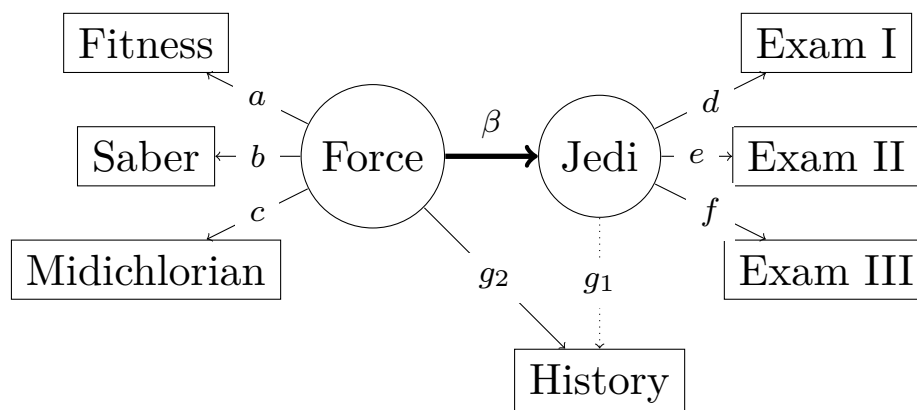 Fitness
Exam I
a
d
β
Saber
b
Force
Jedi
e
Exam II
c
f
Midichlorian
Exam III
g2
g1
History